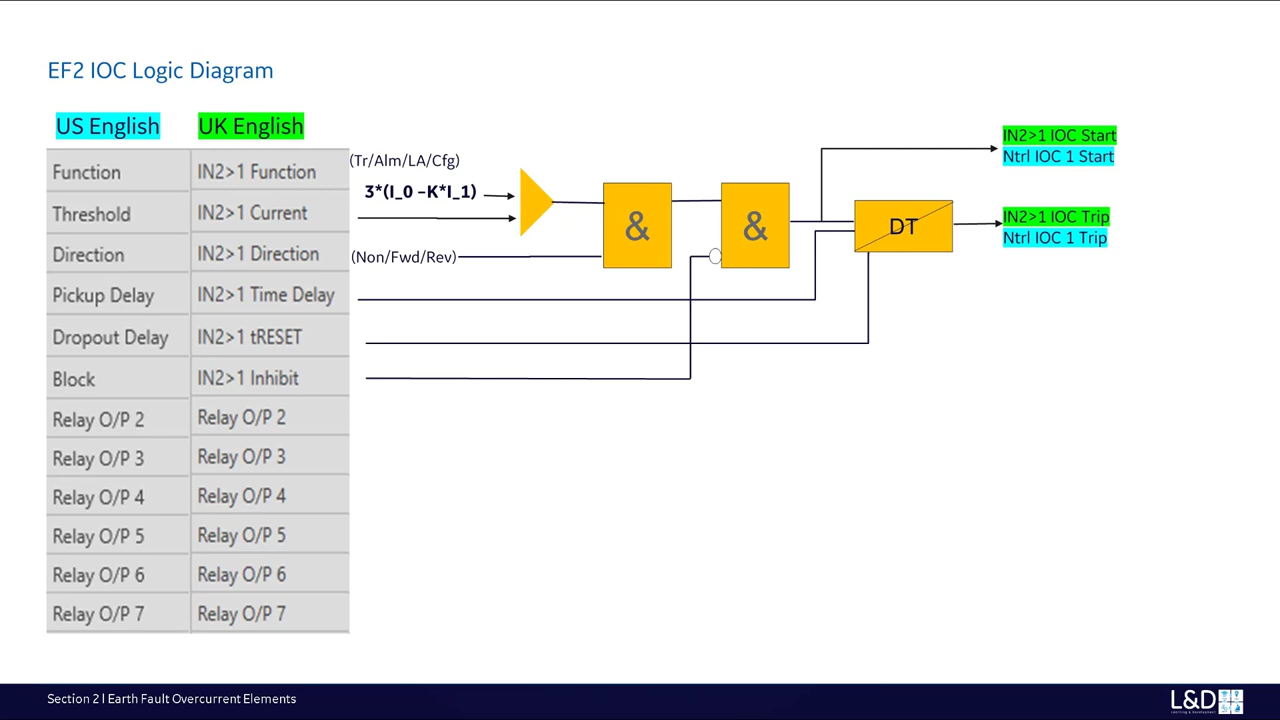 EF2 IOC Logic Diagram
US English
UK English
Function
IN2>1 Function
(Tr/Alm/LA/Cfg)
3*(I_0 –K*I_1)
Threshold
IN2>1 Current
Direction
IN2>1 Direction
(Non/Fwd/Rev)
Pickup Delay
IN2>1 Time Delay
Dropout Delay
IN2>1 tRESET
Block
IN2>1 Inhibit
Relay O/P 2
Relay O/P 2
Relay O/P 3
Relay O/P 3
Relay O/P 4
Relay O/P 4
Relay O/P 5
Relay O/P 5
Relay O/P 6
Relay O/P 6
Relay O/P 7
Relay O/P 7
&
&
DT
IN2>1 IOC Start
Ntrl IOC 1 Start
IN2>1 IOC Trip
Ntrl IOC 1 Trip
Section 2 l Earth Fault Overcurrent Elements
L&D
Learning & Development